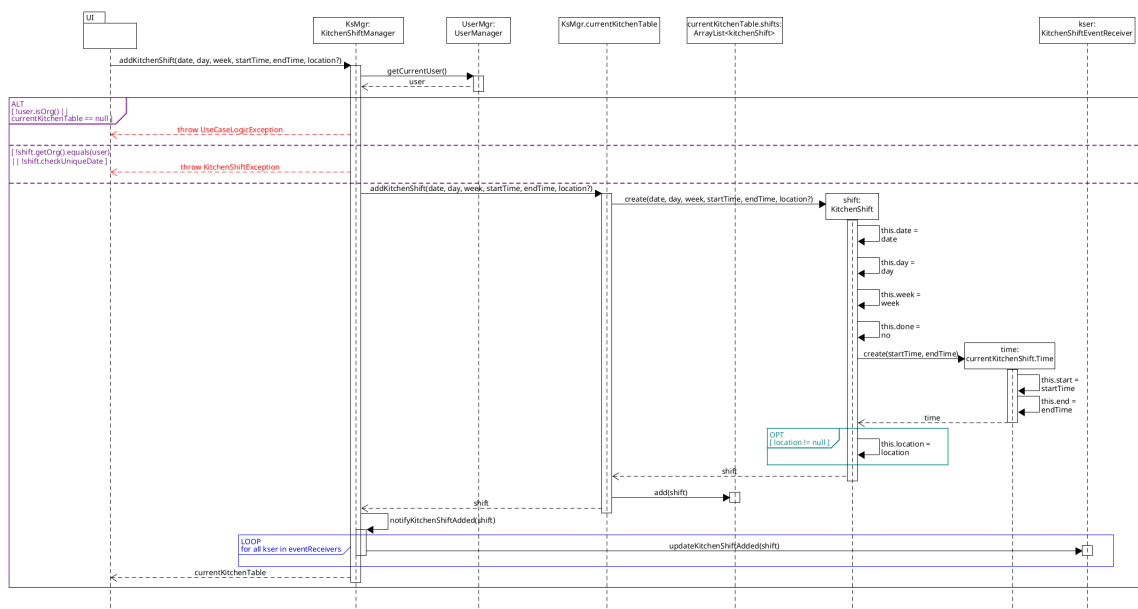 UI
KsMgr:
KitchenShiftManager
UserMgr:
UserManager
KsMgr.currentKitchenTable
currentKitchenTable.shifts:
ArrayList<kitchenShift>
kser:
KitchenShiftEventReceiver
addKitchenShift(date, day, week, startTime, endTime, location?)
getCurrentUser()
user
ALT
[ !user.isOrg() ||
currentKitchenTable == null ]
throw UseCaseLogicException
[ !shift.getOrg().equals(user)
|| !shift.checkUniqueDate ]
throw KitchenShiftException
addKitchenShift(date, day, week, startTime, endTime, location?)
create(date, day, week, startTime, endTime, location?)
shift:
KitchenShift
this.date =
date
this.day =
day
this.week =
week
this.done =
no
create(startTime, endTime)
time:
currentKitchenShift.Time
this.start =
startTime
this.end =
endTime
time
OPT
[ location != null ]
this.location =
location
shift
add(shift)
shift
notifyKitchenShiftAdded(shift)
LOOP
for all kser in eventReceivers
updateKitchenShiftAdded(shift)
currentKitchenTable